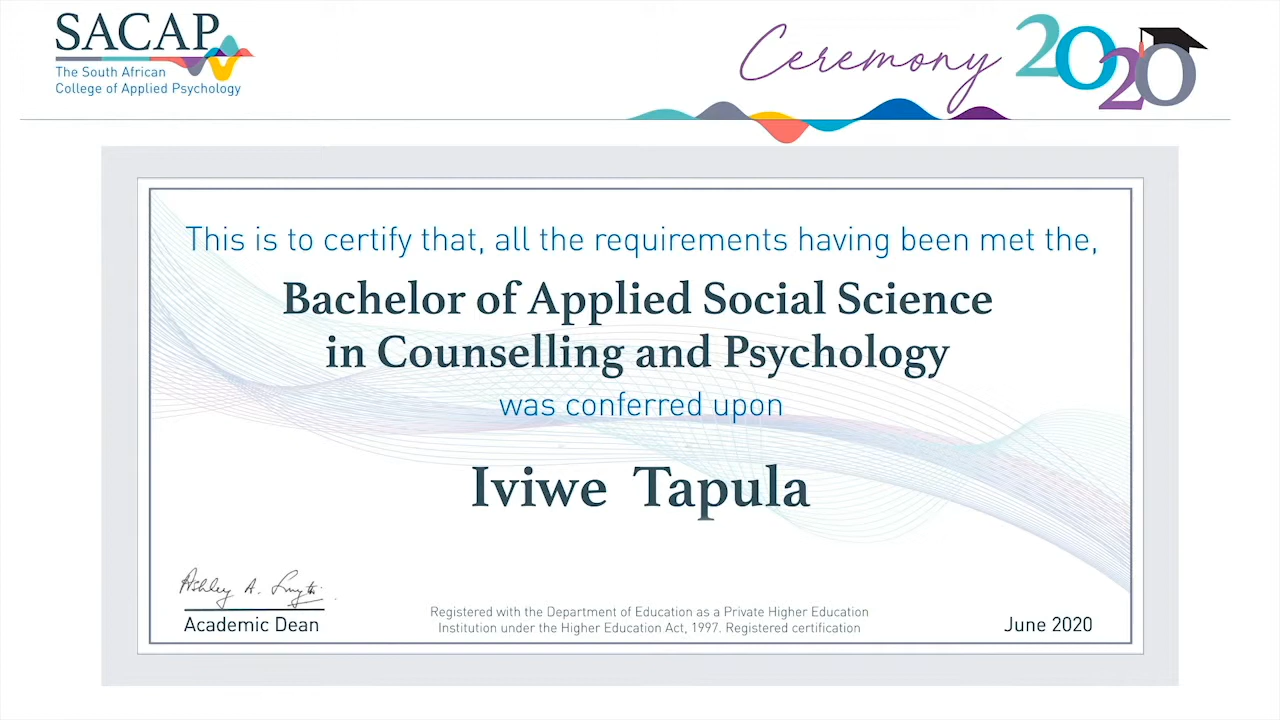 SACAP
The South African
College of Applied Psychology
Ceremony 2020
This is to certify that, all the requirements having been met the,
Bachelor of Applied Social Science
in Counselling and Psychology
was conferred upon
Iviwe Tapula
Ashley A. Smyth
Academic Dean
Registered with the Department of Education as a Private Higher Education
Institution under the Higher Education Act, 1997. Registered certification
June 2020